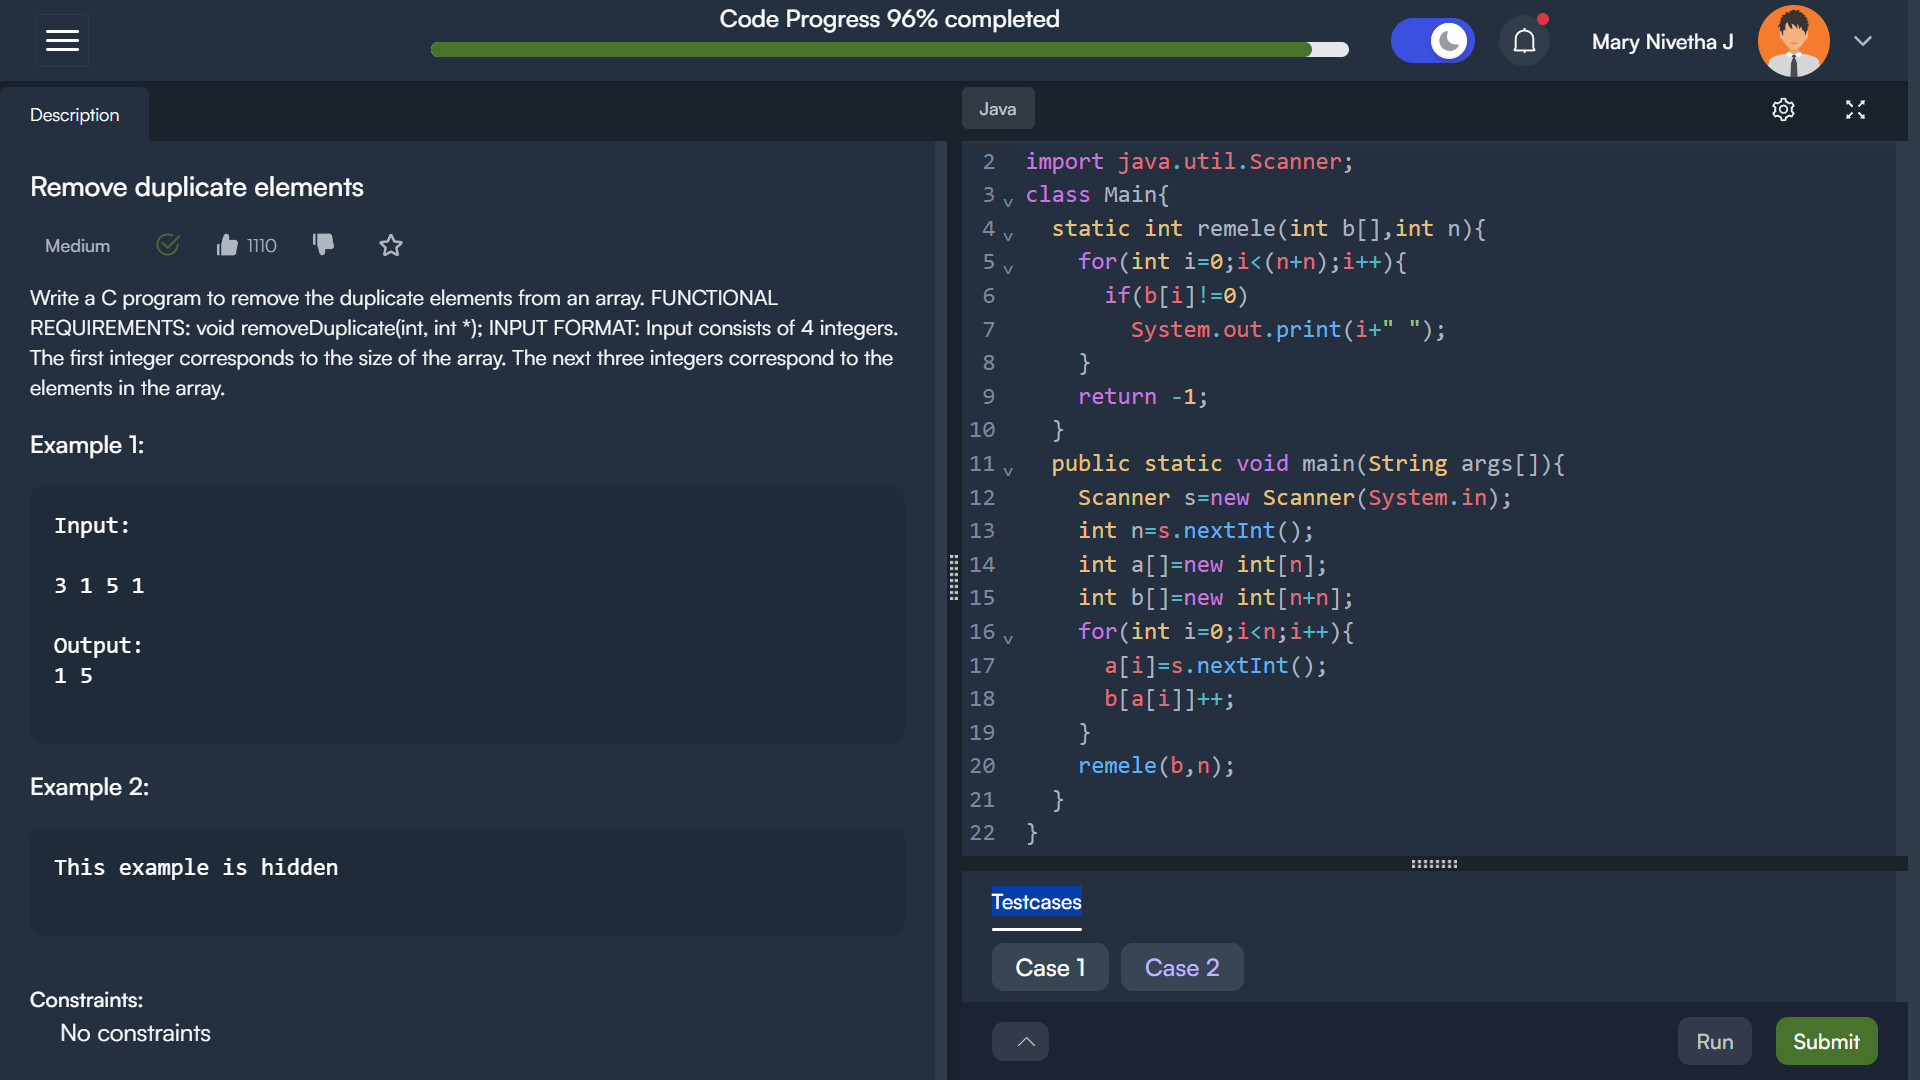 Code Progress 96% completed
Mary Nivetha J
Description
Java
Remove duplicate elements
Medium
1110
Write a C program to remove the duplicate elements from an array. FUNCTIONAL
REQUIREMENTS: void removeDuplicate(int, int *); INPUT FORMAT: Input consists of 4 integers.
The first integer corresponds to the size of the array. The next three integers correspond to the
elements in the array.
Example 1:
Input:
3 1 5 1
Output:
1 5
Example 2:
This example is hidden
Constraints:
No constraints
2 import java.util.Scanner;
3 class Main{
4 static int remele(int b[],int n){
5 for(int i=0;i<(n+n);i++){
6 if(b[i]!=0)
7 System.out.print(i+" ");
8 }
9 return -1;
10 }
11 public static void main(String args[]){
12 Scanner s=new Scanner(System.in);
13 int n=s.nextInt();
14 int a[]=new int[n];
15 int b[]=new int[n+n];
16 for(int i=0;i<n;i++){
17 a[i]=s.nextInt();
18 b[a[i]]++;
19 }
20 remele(b,n);
21 }
22 }
Testcases
Case 1
Case 2
Run
Submit